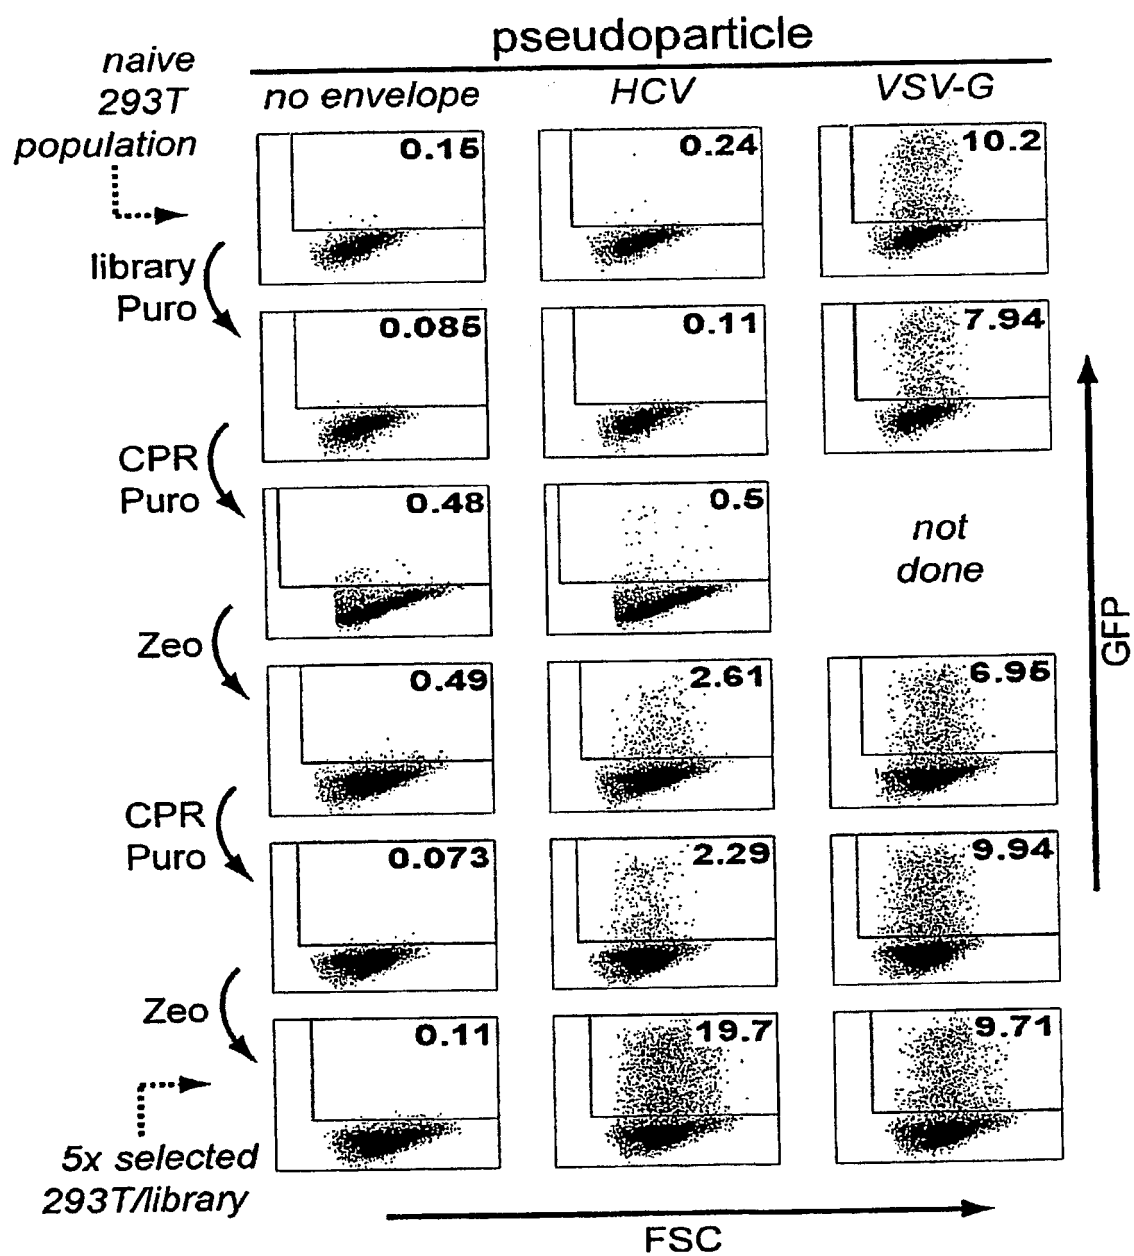 pseudoparticle
naive
293T
population
no envelope
HCV
VSV-G
0.15
0.24
10.2
library
Puro
0.085
0.11
7.94
CPR
Puro
0.48
0.5
not
done
Zeo
0.49
2.61
6.95
CPR
Puro
0.073
2.29
9.94
Zeo
0.11
19.7
9.71
5x selected
293T/library
GFP
FSC